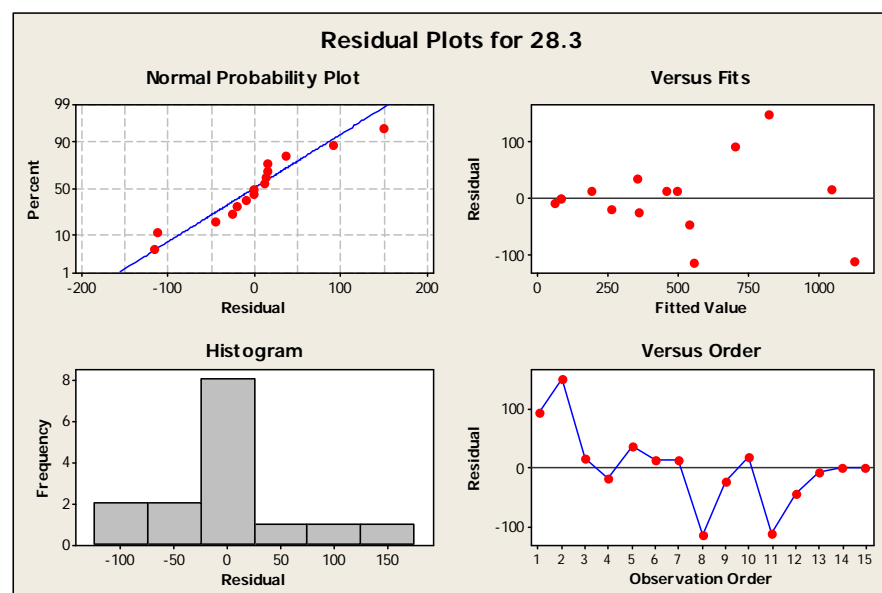 Residual Plots for 28.3
Normal Probability Plot
99
90
50
10
1
Percent
-200 -100 0 100 200
Residual
Versus Fits
100
0
-100
Residual
0 250 500 750 1000
Fitted Value
Histogram
8
6
4
2
0
Frequency
-100 -50 0 50 100 150
Residual
Versus Order
100
0
-100
Residual
1 2 3 4 5 6 7 8 9 10 11 12 13 14 15
Observation Order